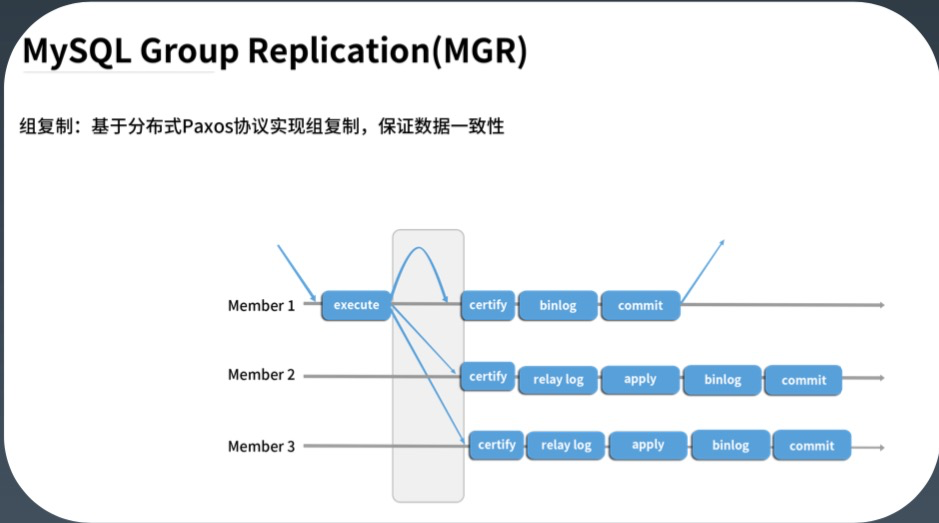 MySQL Group Replication(MGR)
组复制：基于分布式Paxos协议实现组复制，保证数据一致性
Member 1 execute certify binlog commit
Member 2 certify relay log apply binlog commit
Member 3 certify relay log apply binlog commit